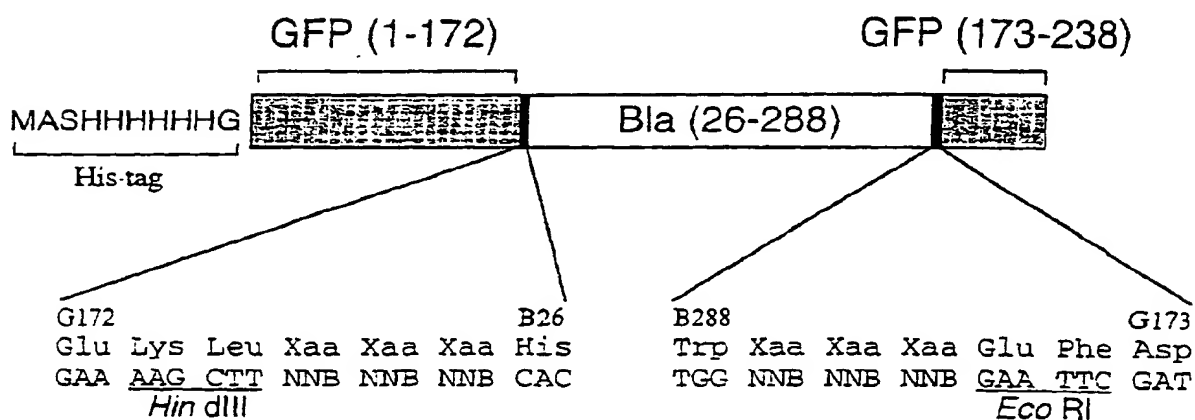 GFP (1-172) GFP (173-238)
MASHHHHHHG Bla (26-288)
His-tag
G172 B26 B288 G173
Glu Lys Leu Xaa Xaa Xaa His Trp Xaa Xaa Xaa Glu Phe Asp
GAA AAG CTT NNB NNB NNB CAC TGG NNB NNB NNB GAA TTC GAT
Hin dIII Eco RI